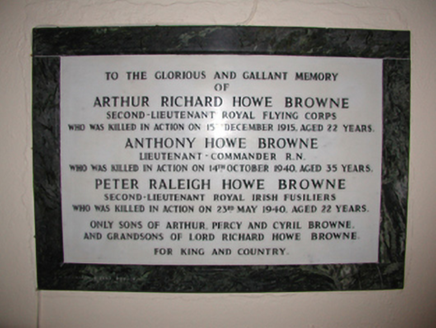 TO THE GLORIOUS AND GALLANT MEMORY
OF
ARTHUR RICHARD HOWE BROWNE
SECOND-LIEUTENANT ROYAL FLYING CORPS
WHO WAS KILLED IN ACTION ON 15TH DECEMBER 1915, AGED 22 YEARS.
ANTHONY HOWE BROWNE
LIEUTENANT-COMMANDER R.N.
WHO WAS KILLED IN ACTION ON 14TH OCTOBER 1940, AGED 35 YEARS.
PETER RALEIGH HOWE BROWNE
SECOND-LIEUTENANT ROYAL IRISH FUSILIERS
WHO WAS KILLED IN ACTION ON 23RD MAY 1940, AGED 22 YEARS.
ONLY SONS OF ARTHUR, PERCY AND CYRIL BROWNE.
AND GRANDSONS OF LORD RICHARD HOWE BROWNE.
FOR KING AND COUNTRY.